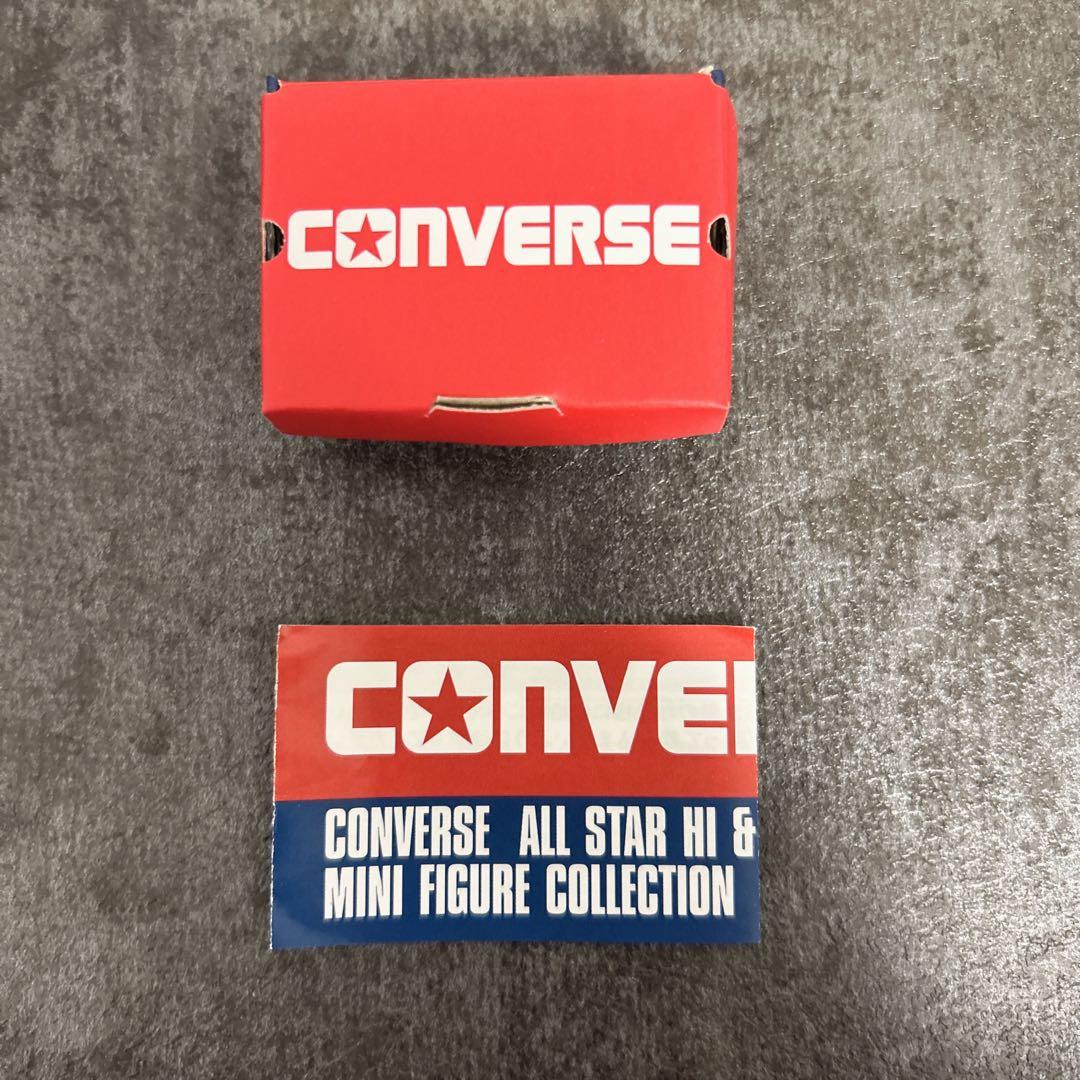 CONVERSE
CONVE
CONVERSE ALL STAR HI &
MINI FIGURE COLLECTION